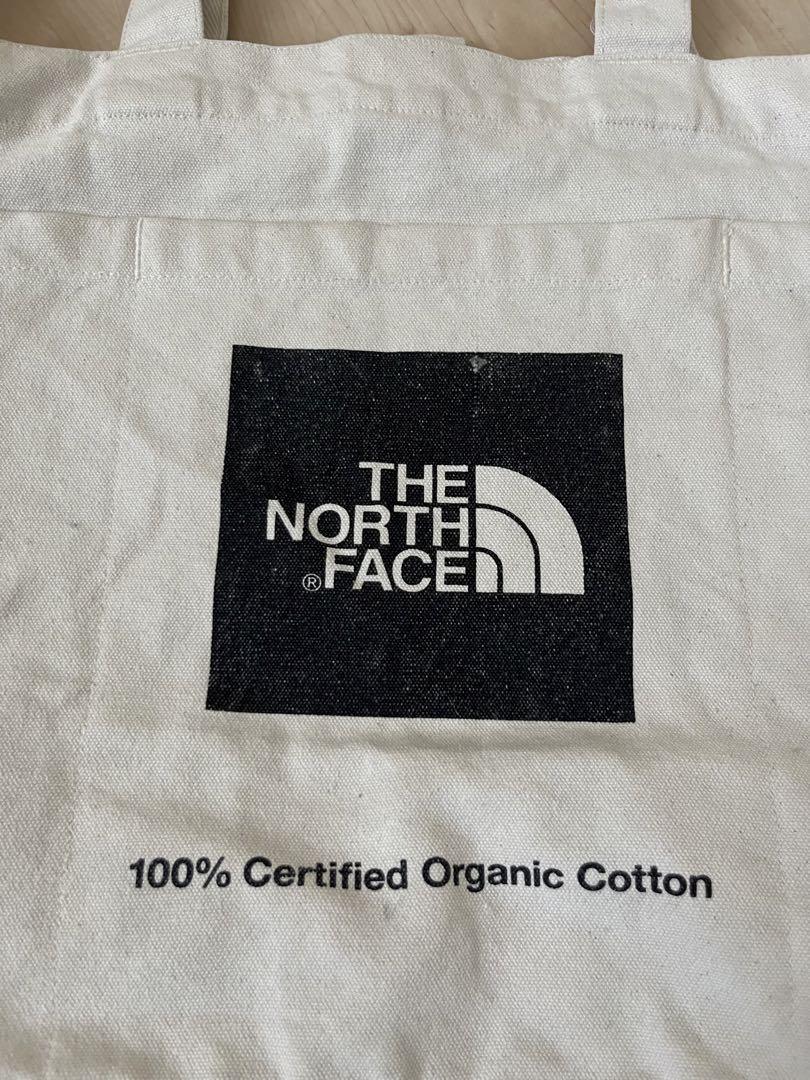 THE
NORTH
®FACE
100% Certified Organic Cotton